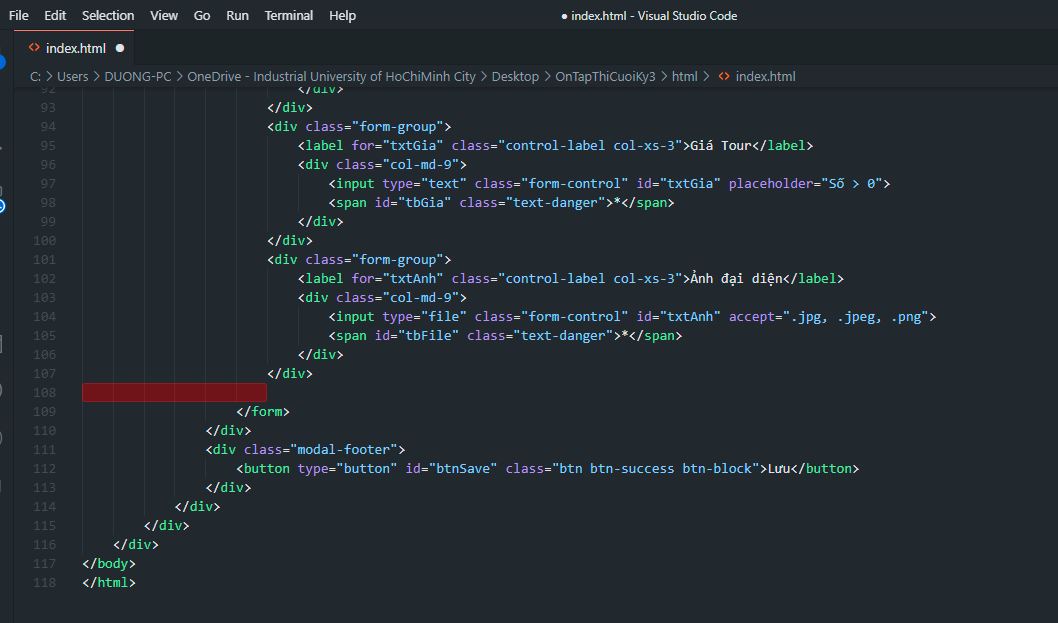 File Edit Selection View Go Run Terminal Help ● index.html - Visual Studio Code
<> index.html ●
C: > Users > DUONG-PC > OneDrive - Industrial University of HoChiMinh City > Desktop > OnTapThiCuoiKy3 > html > <> index.html
92 </div>
93 </div>
94 <div class="form-group">
95 <label for="txtGia" class="control-label col-xs-3">Giá Tour</label>
96 <div class="col-md-9">
97 <input type="text" class="form-control" id="txtGia" placeholder="Số > 0">
98 <span id="tbGia" class="text-danger">*</span>
99 </div>
100 </div>
101 <div class="form-group">
102 <label for="txtAnh" class="control-label col-xs-3">Ảnh đại diện</label>
103 <div class="col-md-9">
104 <input type="file" class="form-control" id="txtAnh" accept=".jpg, .jpeg, .png">
105 <span id="tbFile" class="text-danger">*</span>
106 </div>
107 </div>
108
109 </form>
110 </div>
111 <div class="modal-footer">
112 <button type="button" id="btnSave" class="btn btn-success btn-block">Lưu</button>
113 </div>
114 </div>
115 </div>
116 </div>
117 </body>
118 </html>